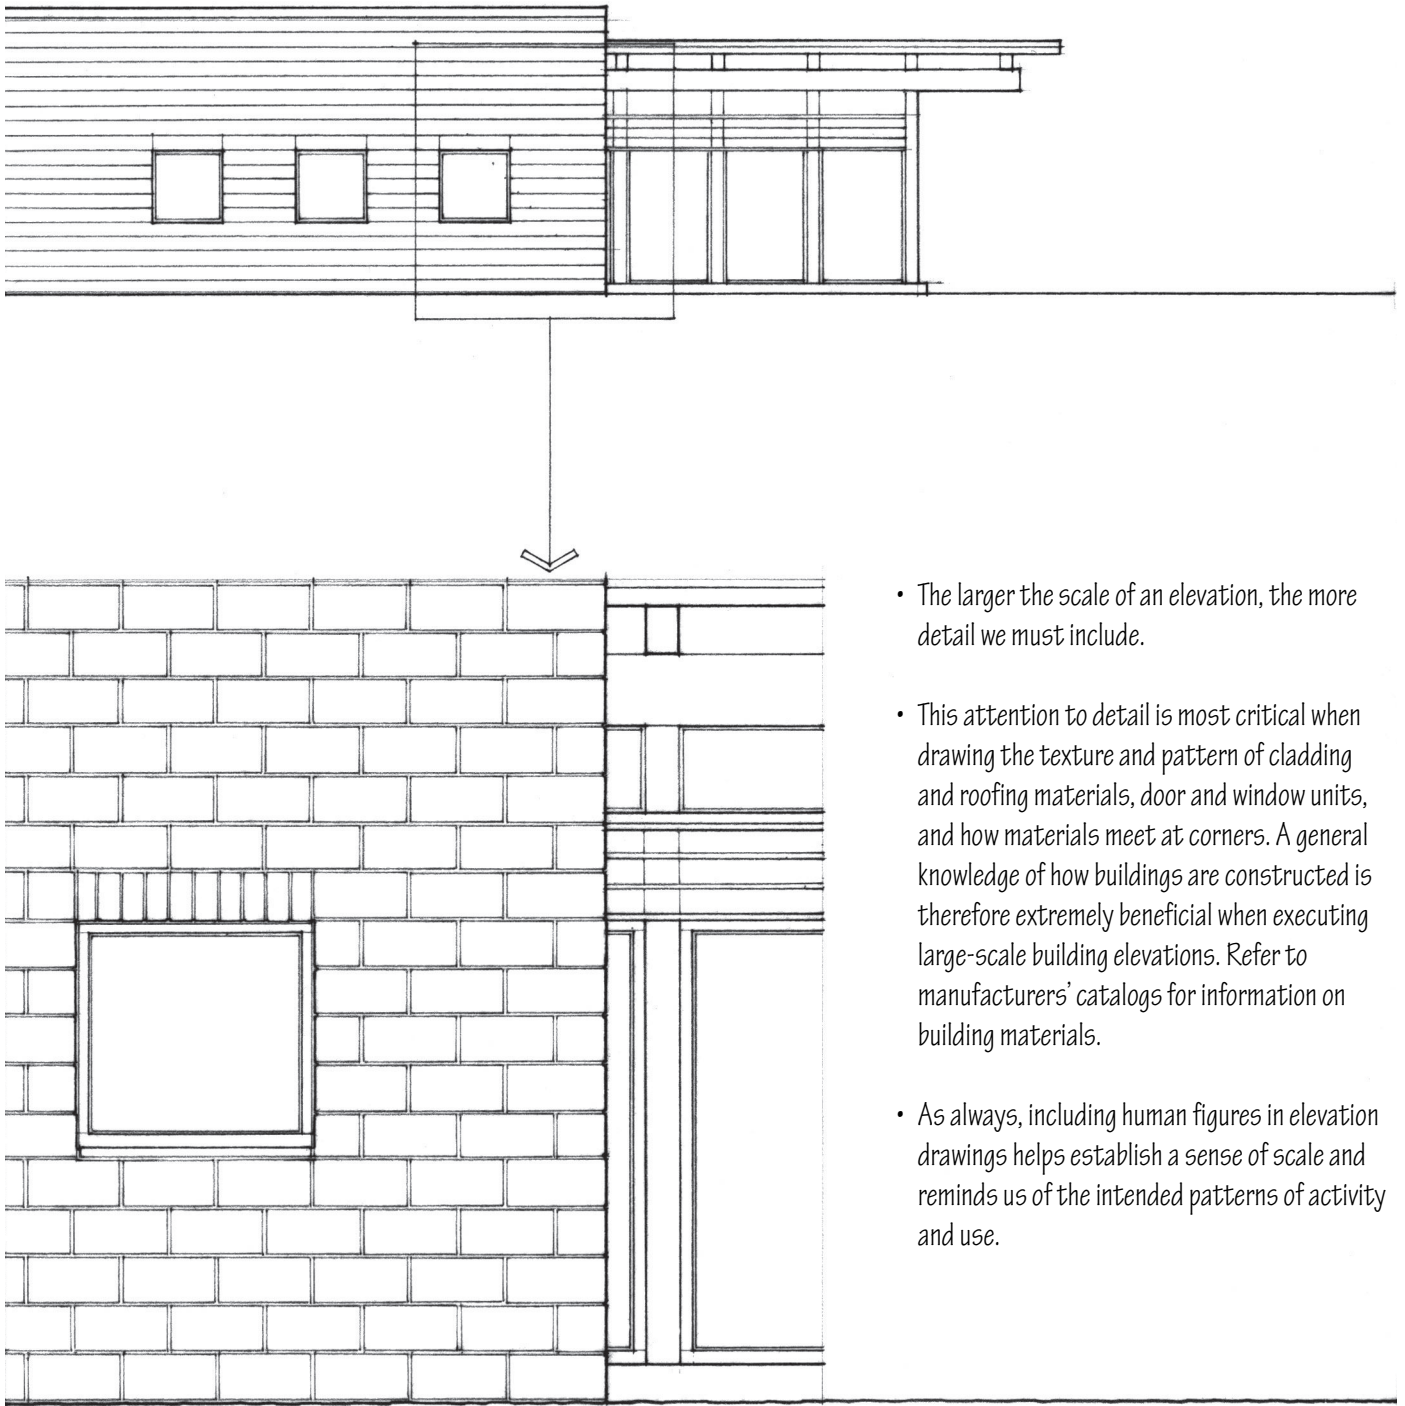 • The larger the scale of an elevation, the more
detail we must include.
• This attention to detail is most critical when
drawing the texture and pattern of cladding
and roofing materials, door and window units,
and how materials meet at corners. A general
knowledge of how buildings are constructed is
therefore extremely beneficial when executing
large-scale building elevations. Refer to
manufacturers’ catalogs for information on
building materials.
• As always, including human figures in elevation
drawings helps establish a sense of scale and
reminds us of the intended patterns of activity
and use.